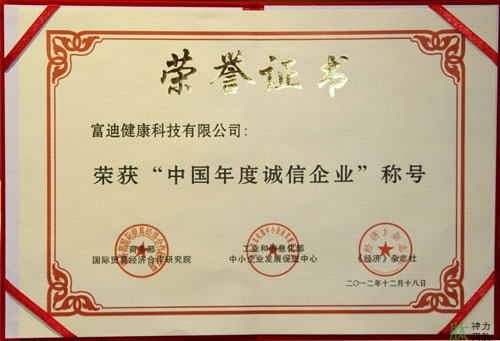 荣誉证书
富迪健康科技有限公司：
荣获“中国年度诚信企业”称号
商务部
国际贸易经济合作研究院
工业和信息化部
中小企业发展促进中心
《经济》杂志社
二〇一二年十二月十八日